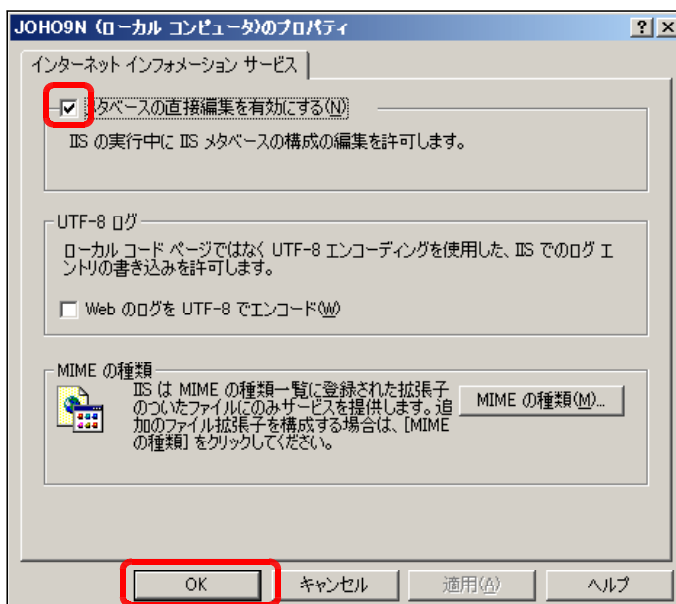 JOHO9N (ローカル コンピュータ)のプロパティ
インターネット インフォメーション サービス
メタベースの直接編集を有効にする(N)
IIS の実行中に IIS メタベースの構成の編集を許可します。
UTF-8 ログ
ローカル コード ページではなく UTF-8 エンコーディングを使用した、IIS でのログ エ
ントリの書き込みを許可します。
Web のログを UTF-8 でエンコード(W)
MIME の種類
IIS は MIME の種類一覧に登録された拡張子
のついたファイルにのみサービスを提供します。追
加のファイル拡張子を構成する場合は、[MIME
の種類] をクリックしてください。
MIME の種類(M)...
OK
キャンセル
適用(A)
ヘルプ